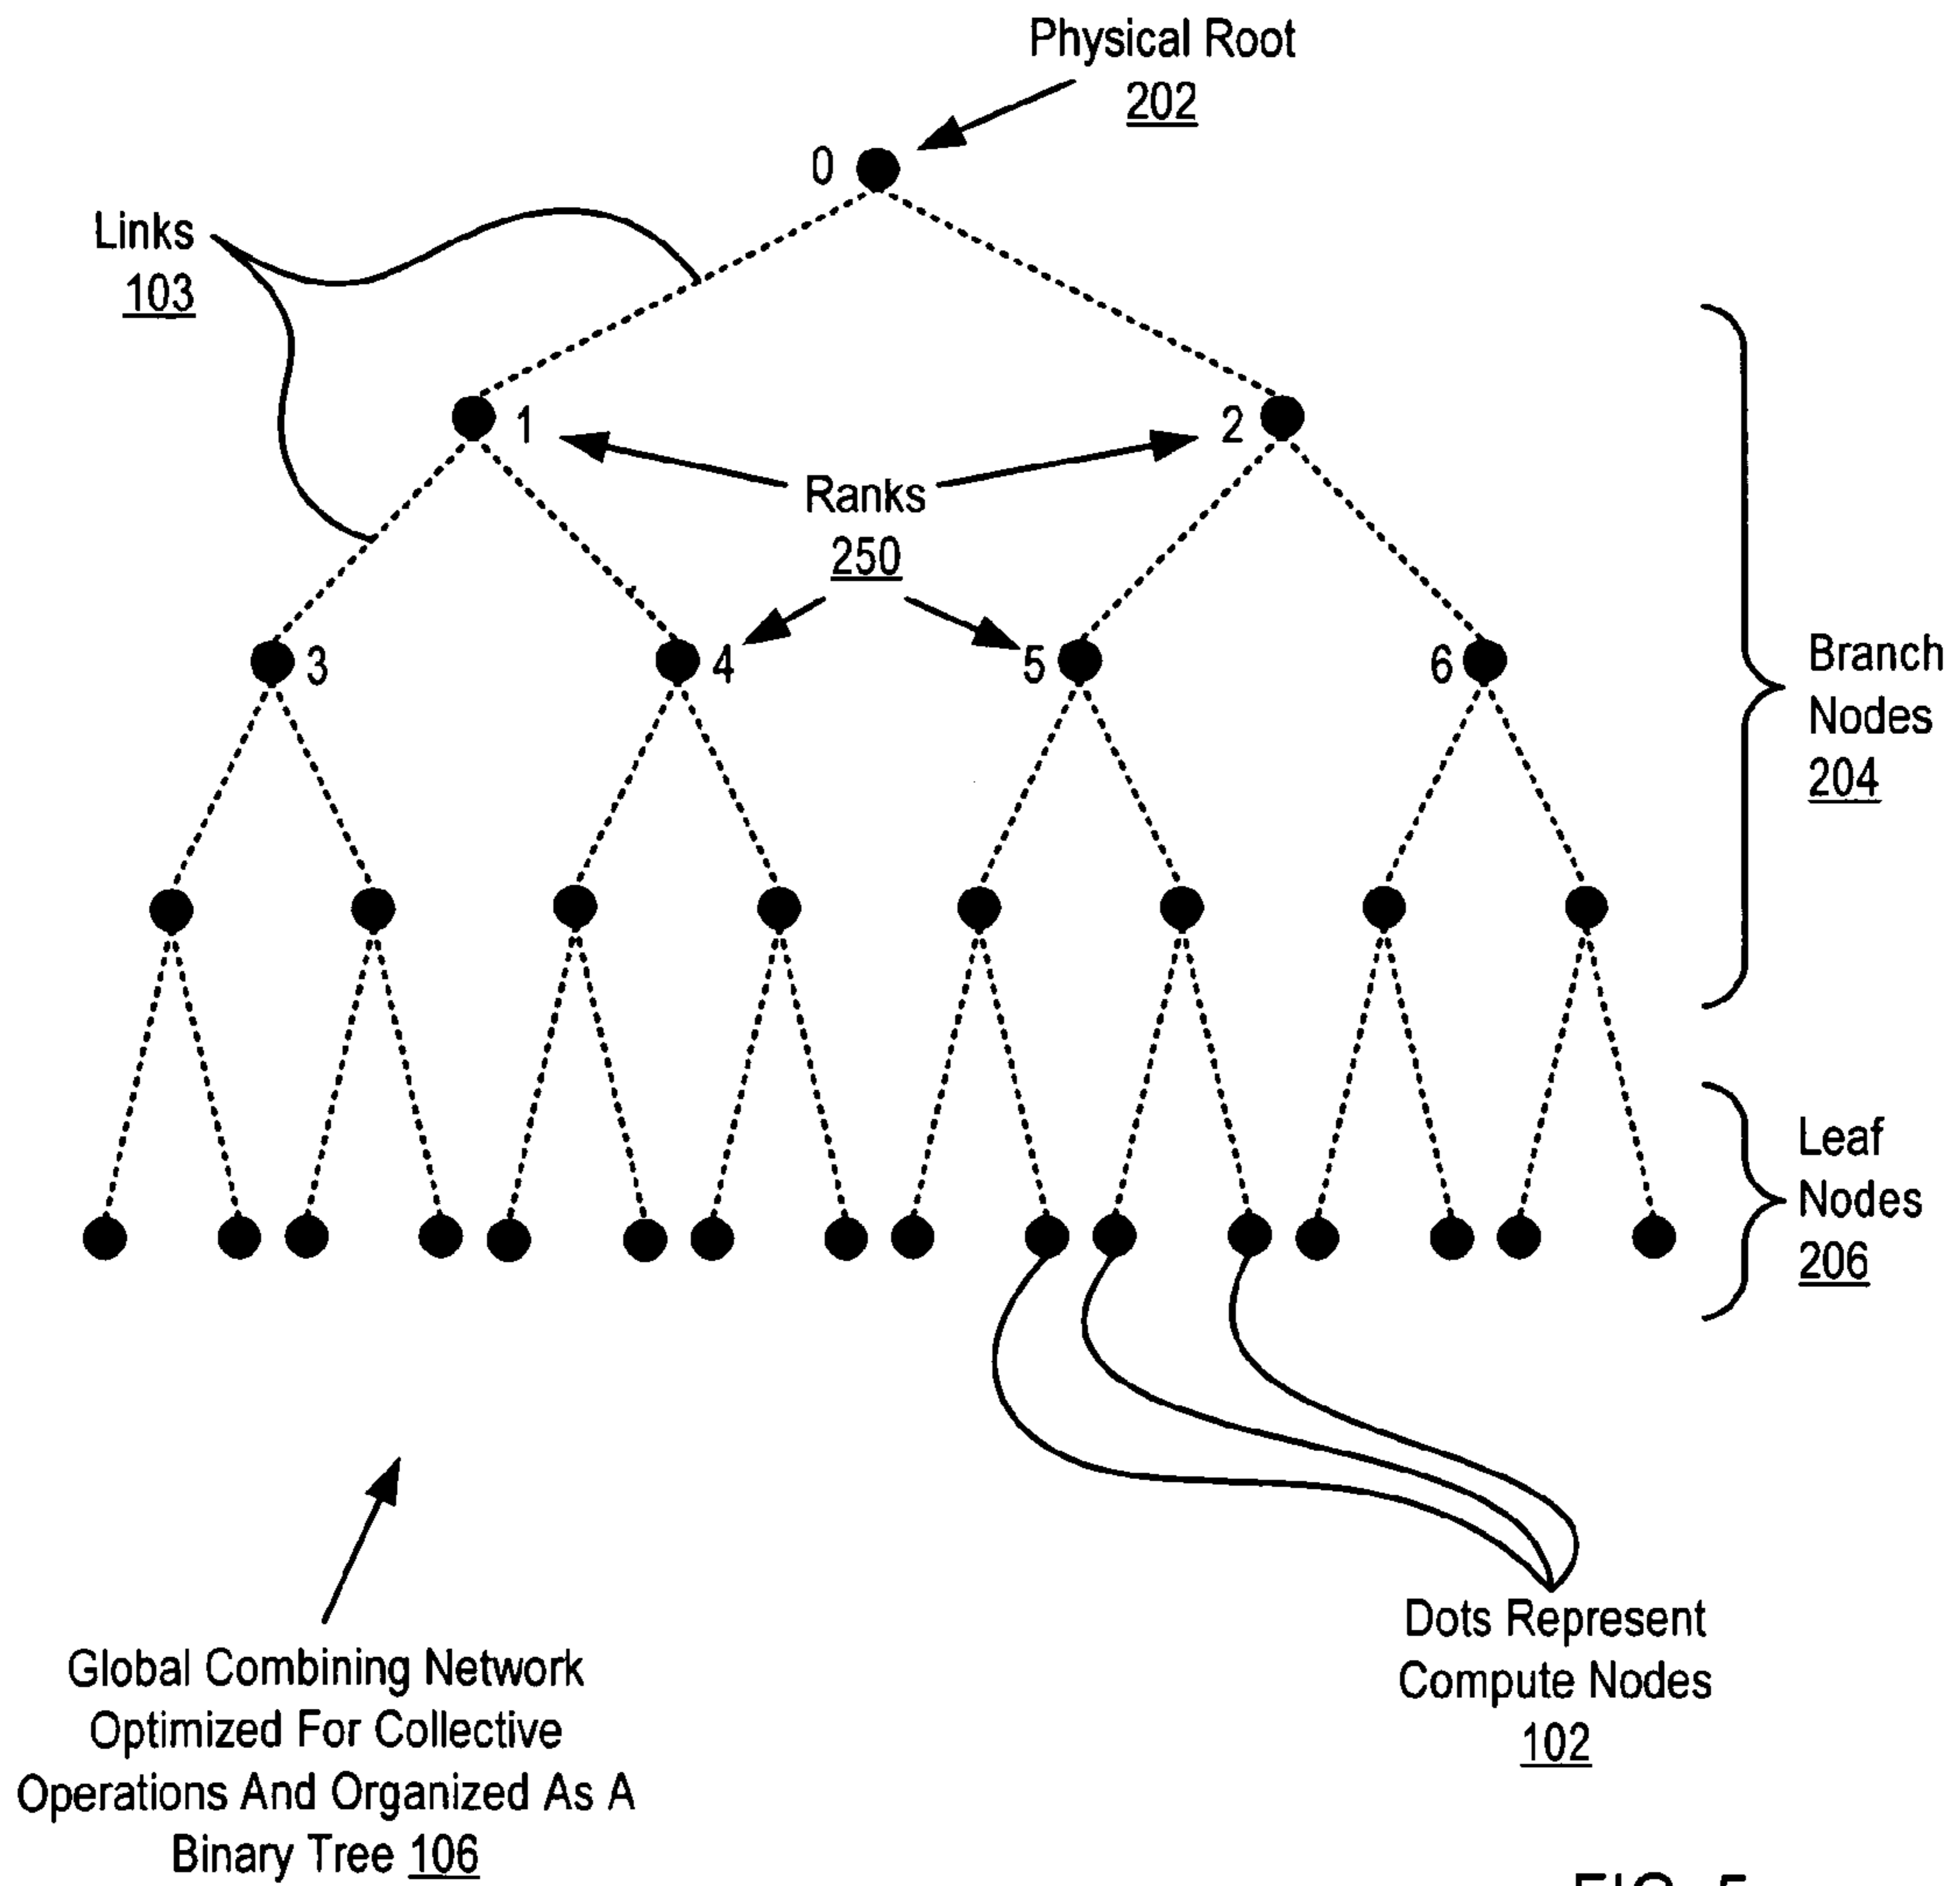 Physical Root
202
0
Links
103
1
2
Ranks
250
3
4
5
6
Branch
Nodes
204
Leaf
Nodes
206
Dots Represent
Compute Nodes
102
Global Combining Network
Optimized For Collective
Operations And Organized As A
Binary Tree 106
FIG. 5